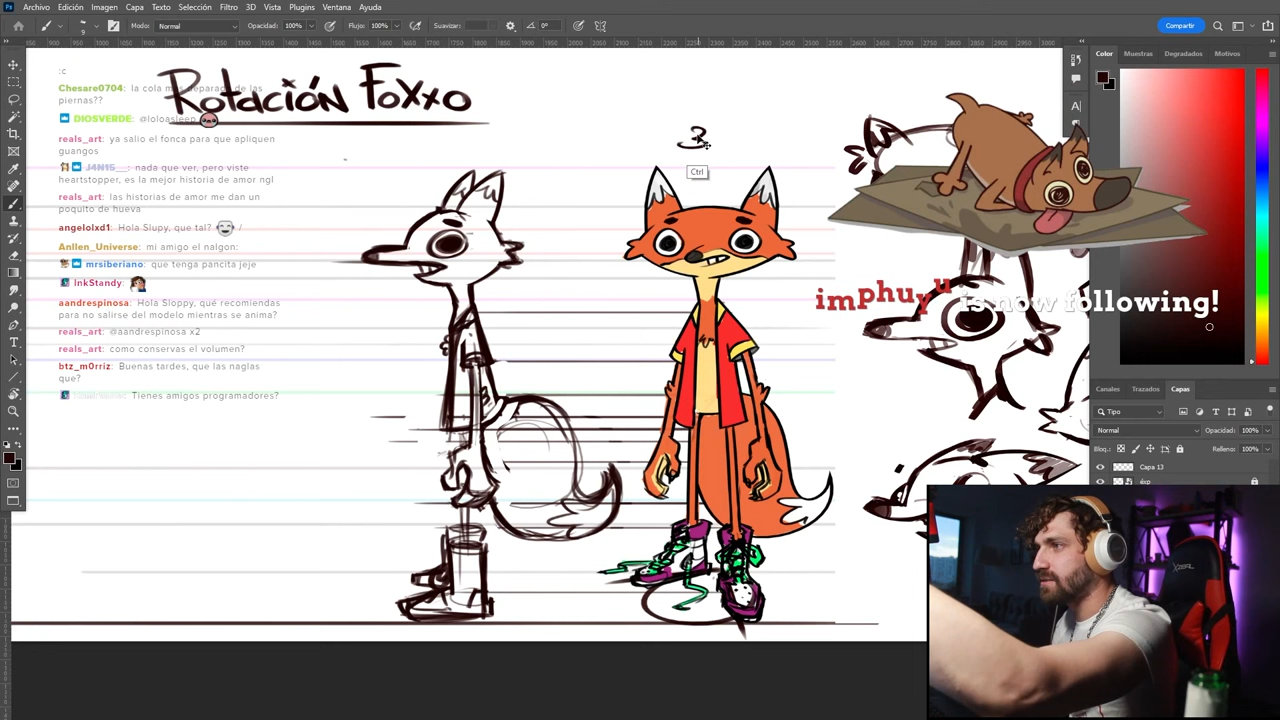 Archivo Edición Imagen Capa Texto Selección Filtro 3D Vista Plugins Ventana Ayuda
9 Modo: Normal Opacidad: 100% Flujo: 100% Suavizar: 0° Compartir
Rotación Foxxo
3
Ctrl
:c
Chesare0704: la cola mas separada de las
piernas??
DIOSVERDE: @loloasleep
reals_art: ya salio el fonca para que apliquen
guangos
J4N15__: nada que ver, pero viste
heartstopper, es la mejor historia de amor ngl
reals_art: las historias de amor me dan un
poquito de hueva
angelolxd1: Hola Slupy, que tal? /
Anllen_Universe: mi amigo el nalgon:
mrsiberiano: que tenga pancita jeje
InkStandy:
aandrespinosa: Hola Sloppy, qué recomiendas
para no salirse del modelo mientras se anima?
reals_art: @aandrespinosa x2
reals_art: como conservas el volumen?
btz_m0rriz: Buenas tardes, que las naglas
que?
Tienes amigos programadores?
imphuyu is now following!
Color Muestras Degradados Motivos
Canales Trazados Capas
Tipo
Normal Opacidad: 100%
Bloq.: Relleno: 100%
Capa 13